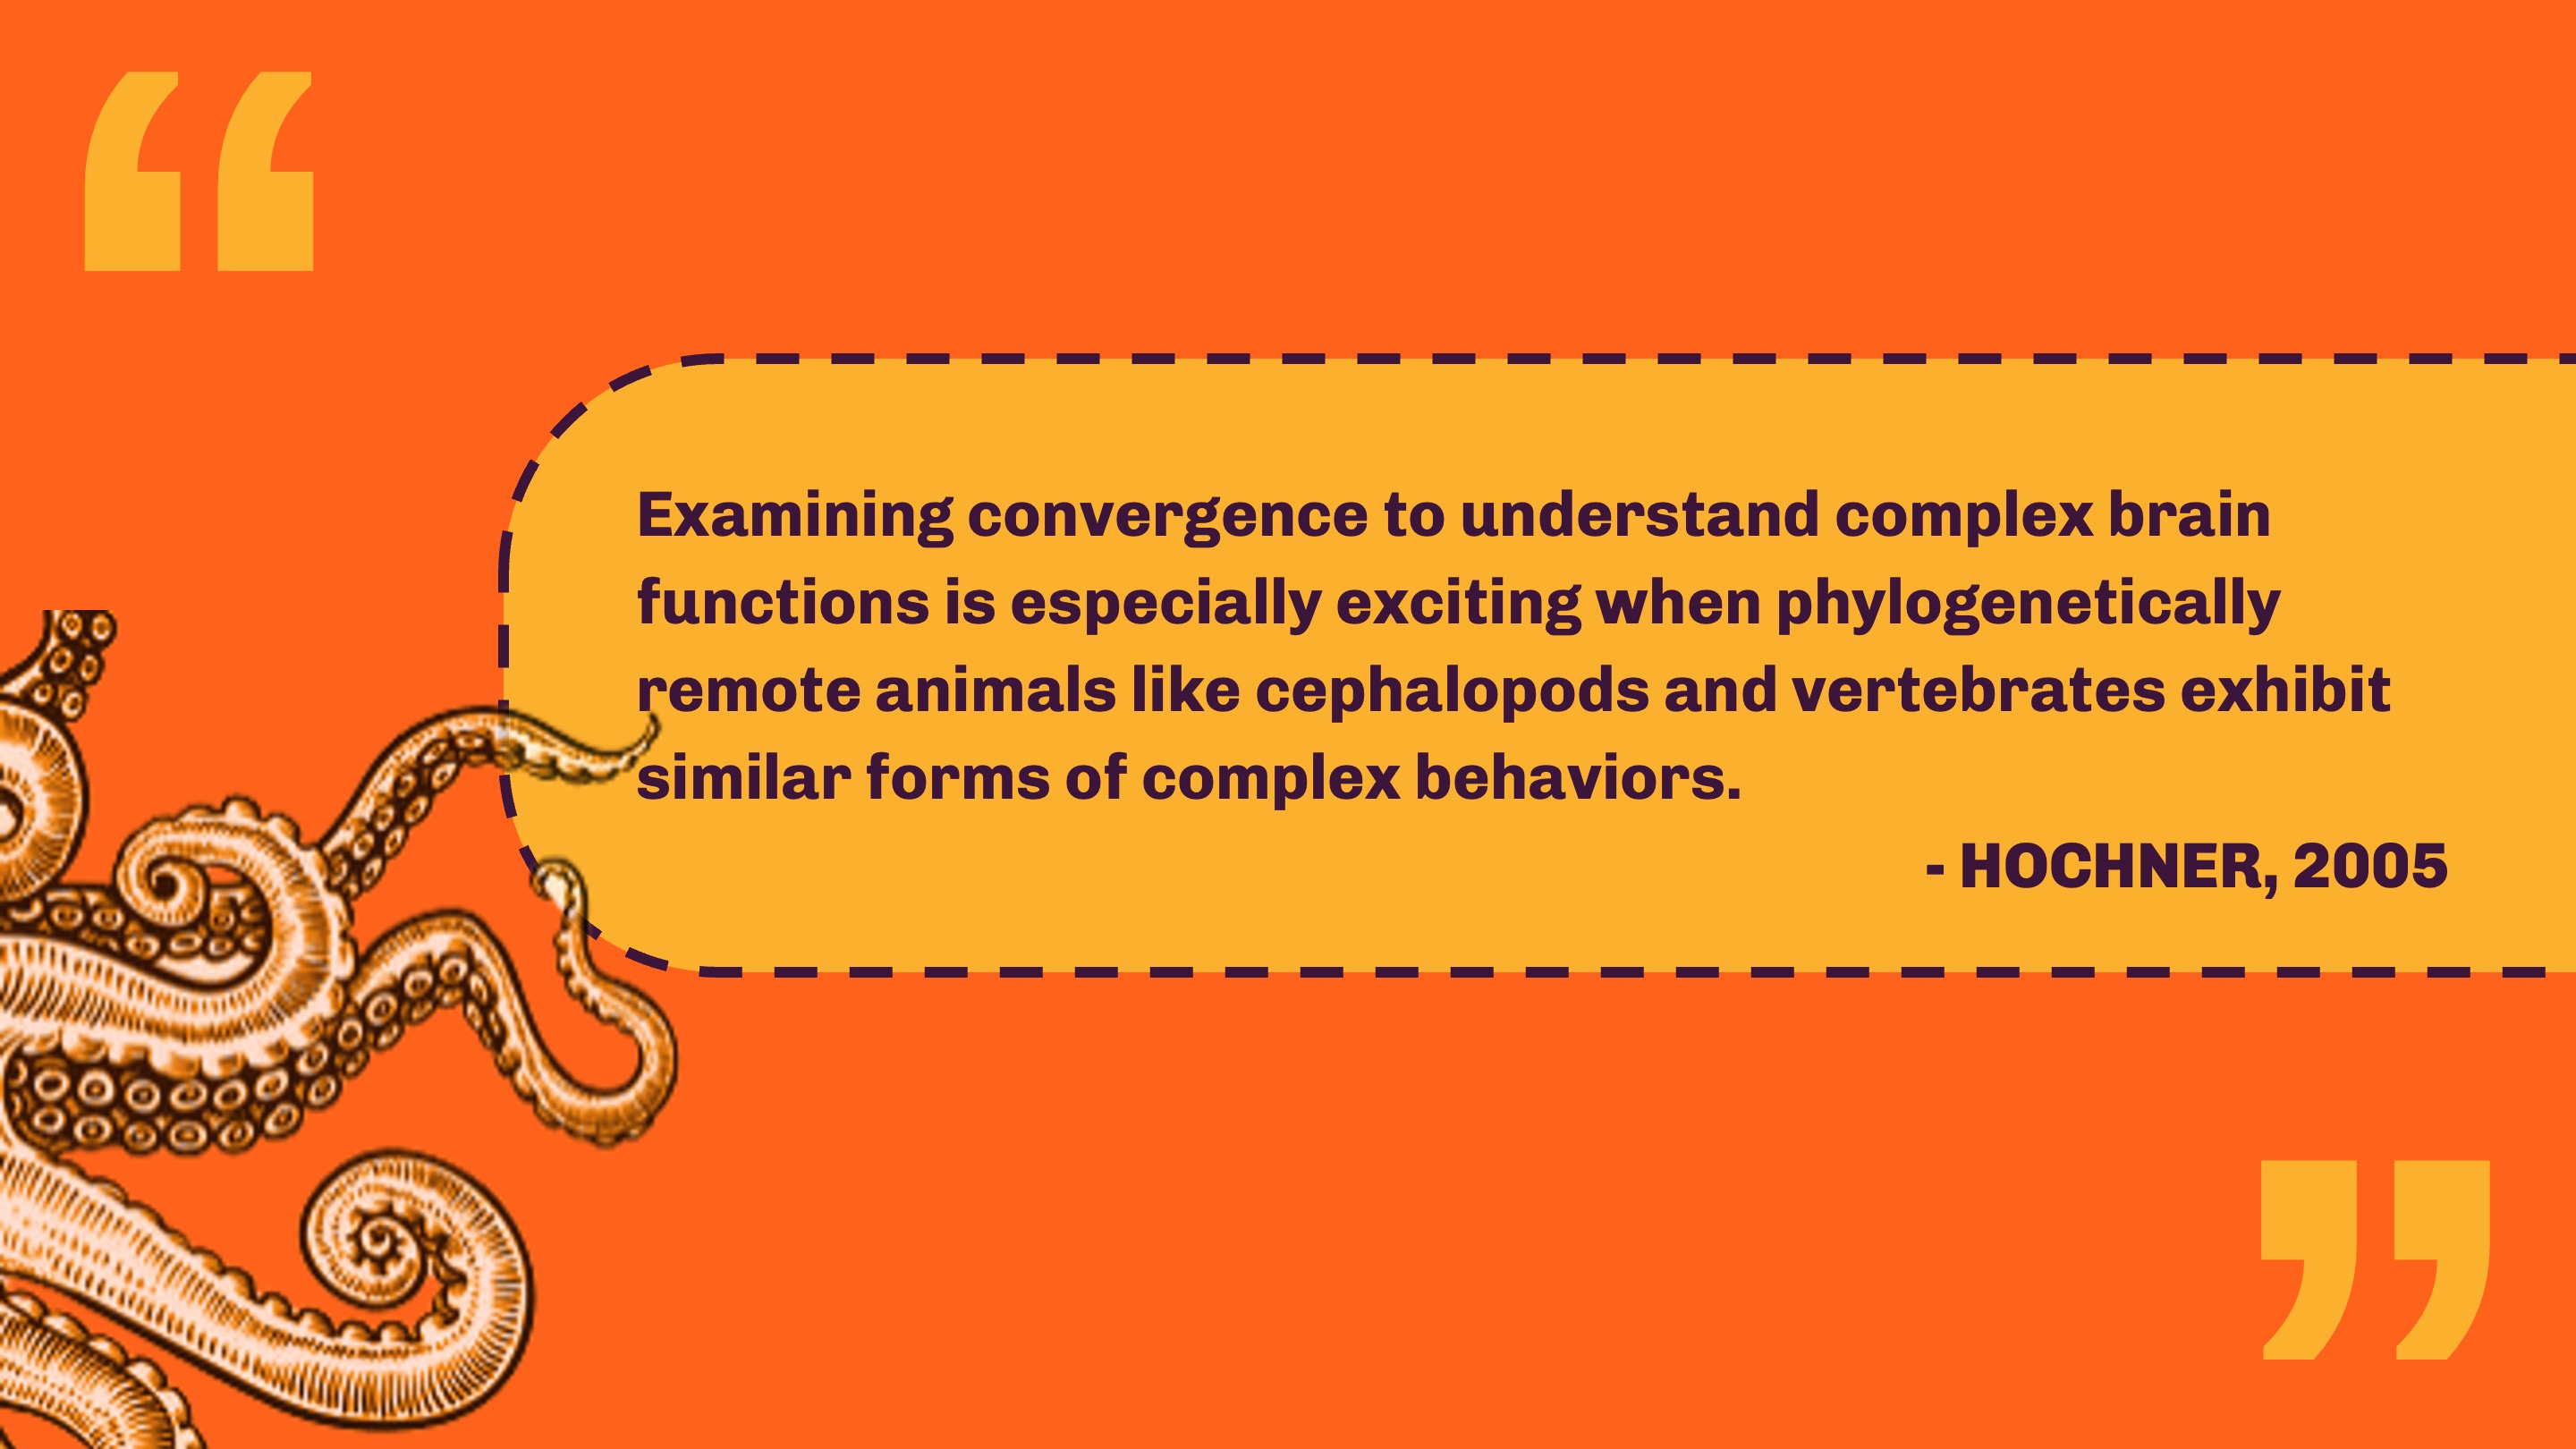 “
Examining convergence to understand complex brain
functions is especially exciting when phylogenetically
remote animals like cephalopods and vertebrates exhibit
similar forms of complex behaviors.
- HOCHNER, 2005
”